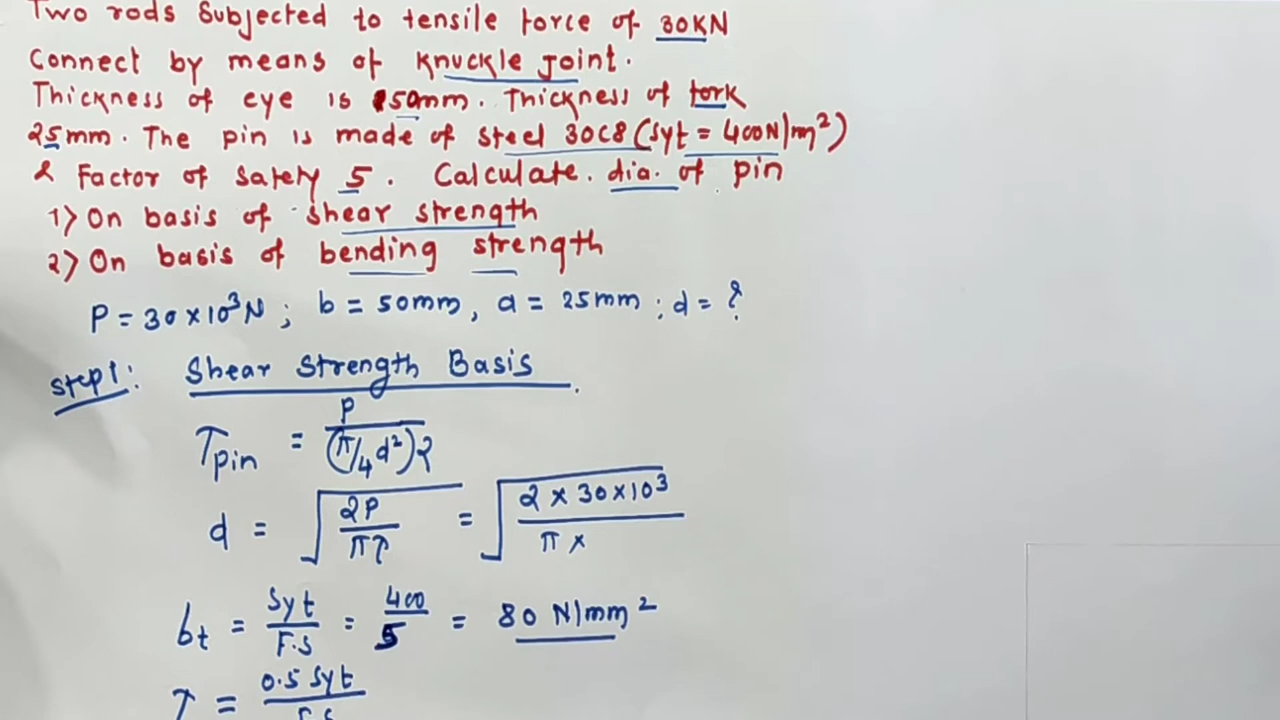 Two rods Subjected to tensile force of 30KN
Connect by means of Knuckle Joint.
Thickness of eye is 50mm. Thickness of fork
25mm. The pin is made of steel 30C8 (Syt = 400N/mm²)
& Factor of Safety 5. Calculate. dia. of pin
1) On basis of shear strength
2) On basis of bending strength
P = 30×10³N ; b = 50mm, a = 25mm ; d = ?
Step1: Shear Strength Basis
τpin = P / (π/4 d²)2
d = √(2P / πτ) = √(2 × 30×10³ / π ×
σt = Syt / F.S = 400 / 5 = 80 N/mm²
τ = 0.5 Syt / F.S